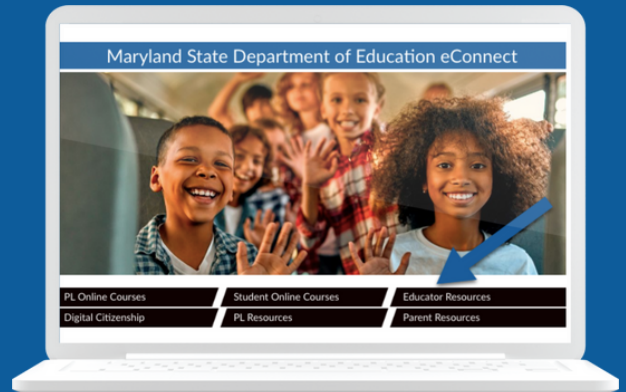 Maryland State Department of Education eConnect
PL Online Courses
Student Online Courses
Educator Resources
Digital Citizenship
PL Resources
Parent Resources